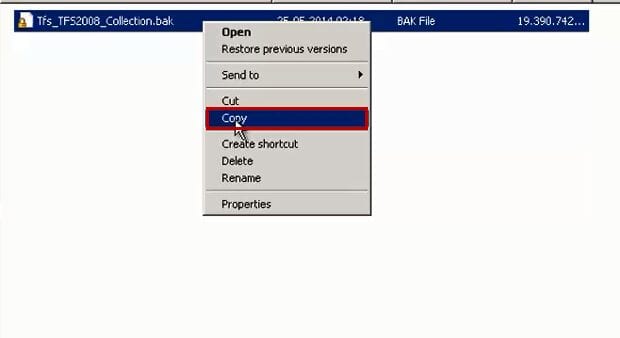 Tfs_TFS2008_Collection.bak 25-05-2014 02:18 BAK File 19.390.742...
Open
Restore previous versions
Send to
Cut
Copy
Create shortcut
Delete
Rename
Properties